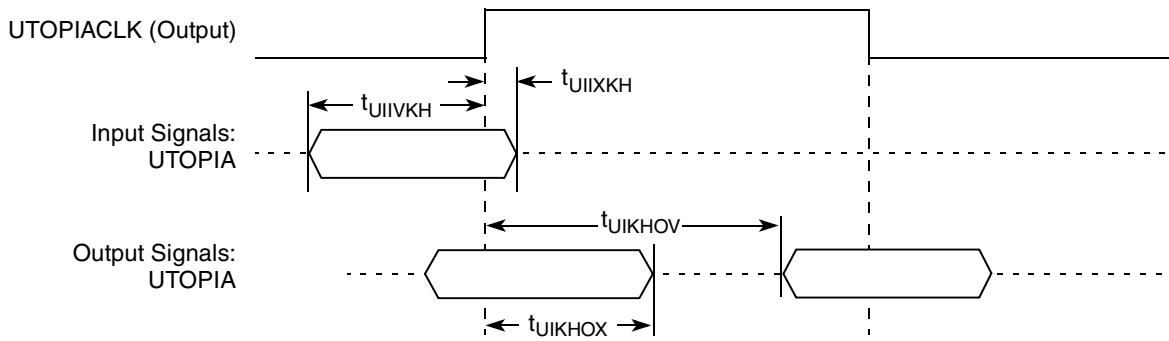 UTOPIACLK (Output)
tUIIXKH
tUIIVKH
Input Signals:
UTOPIA
tUIKHOV
Output Signals:
UTOPIA
tUIKHOX